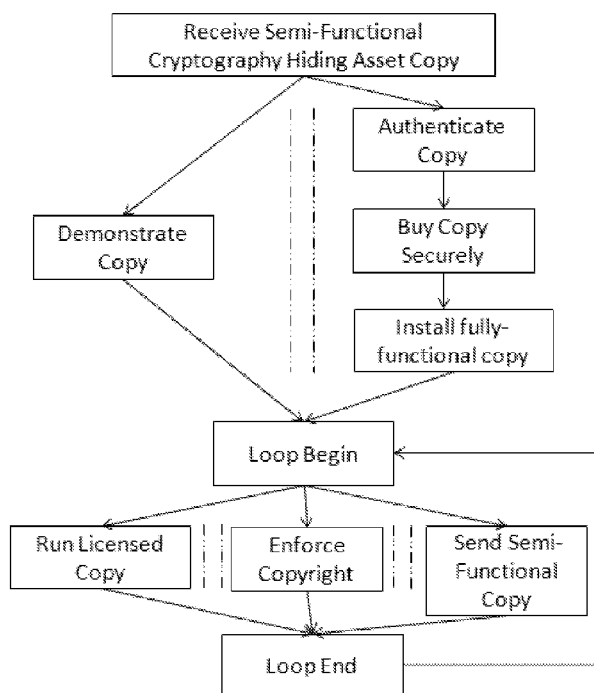 Receive Semi-Functional
Cryptography Hiding Asset Copy
Authenticate
Copy
Demonstrate
Copy
Buy Copy
Securely
Install fully-
functional copy
Loop Begin
Run Licensed
Copy
Enforce
Copyright
Send Semi-
Functional
Copy
Loop End